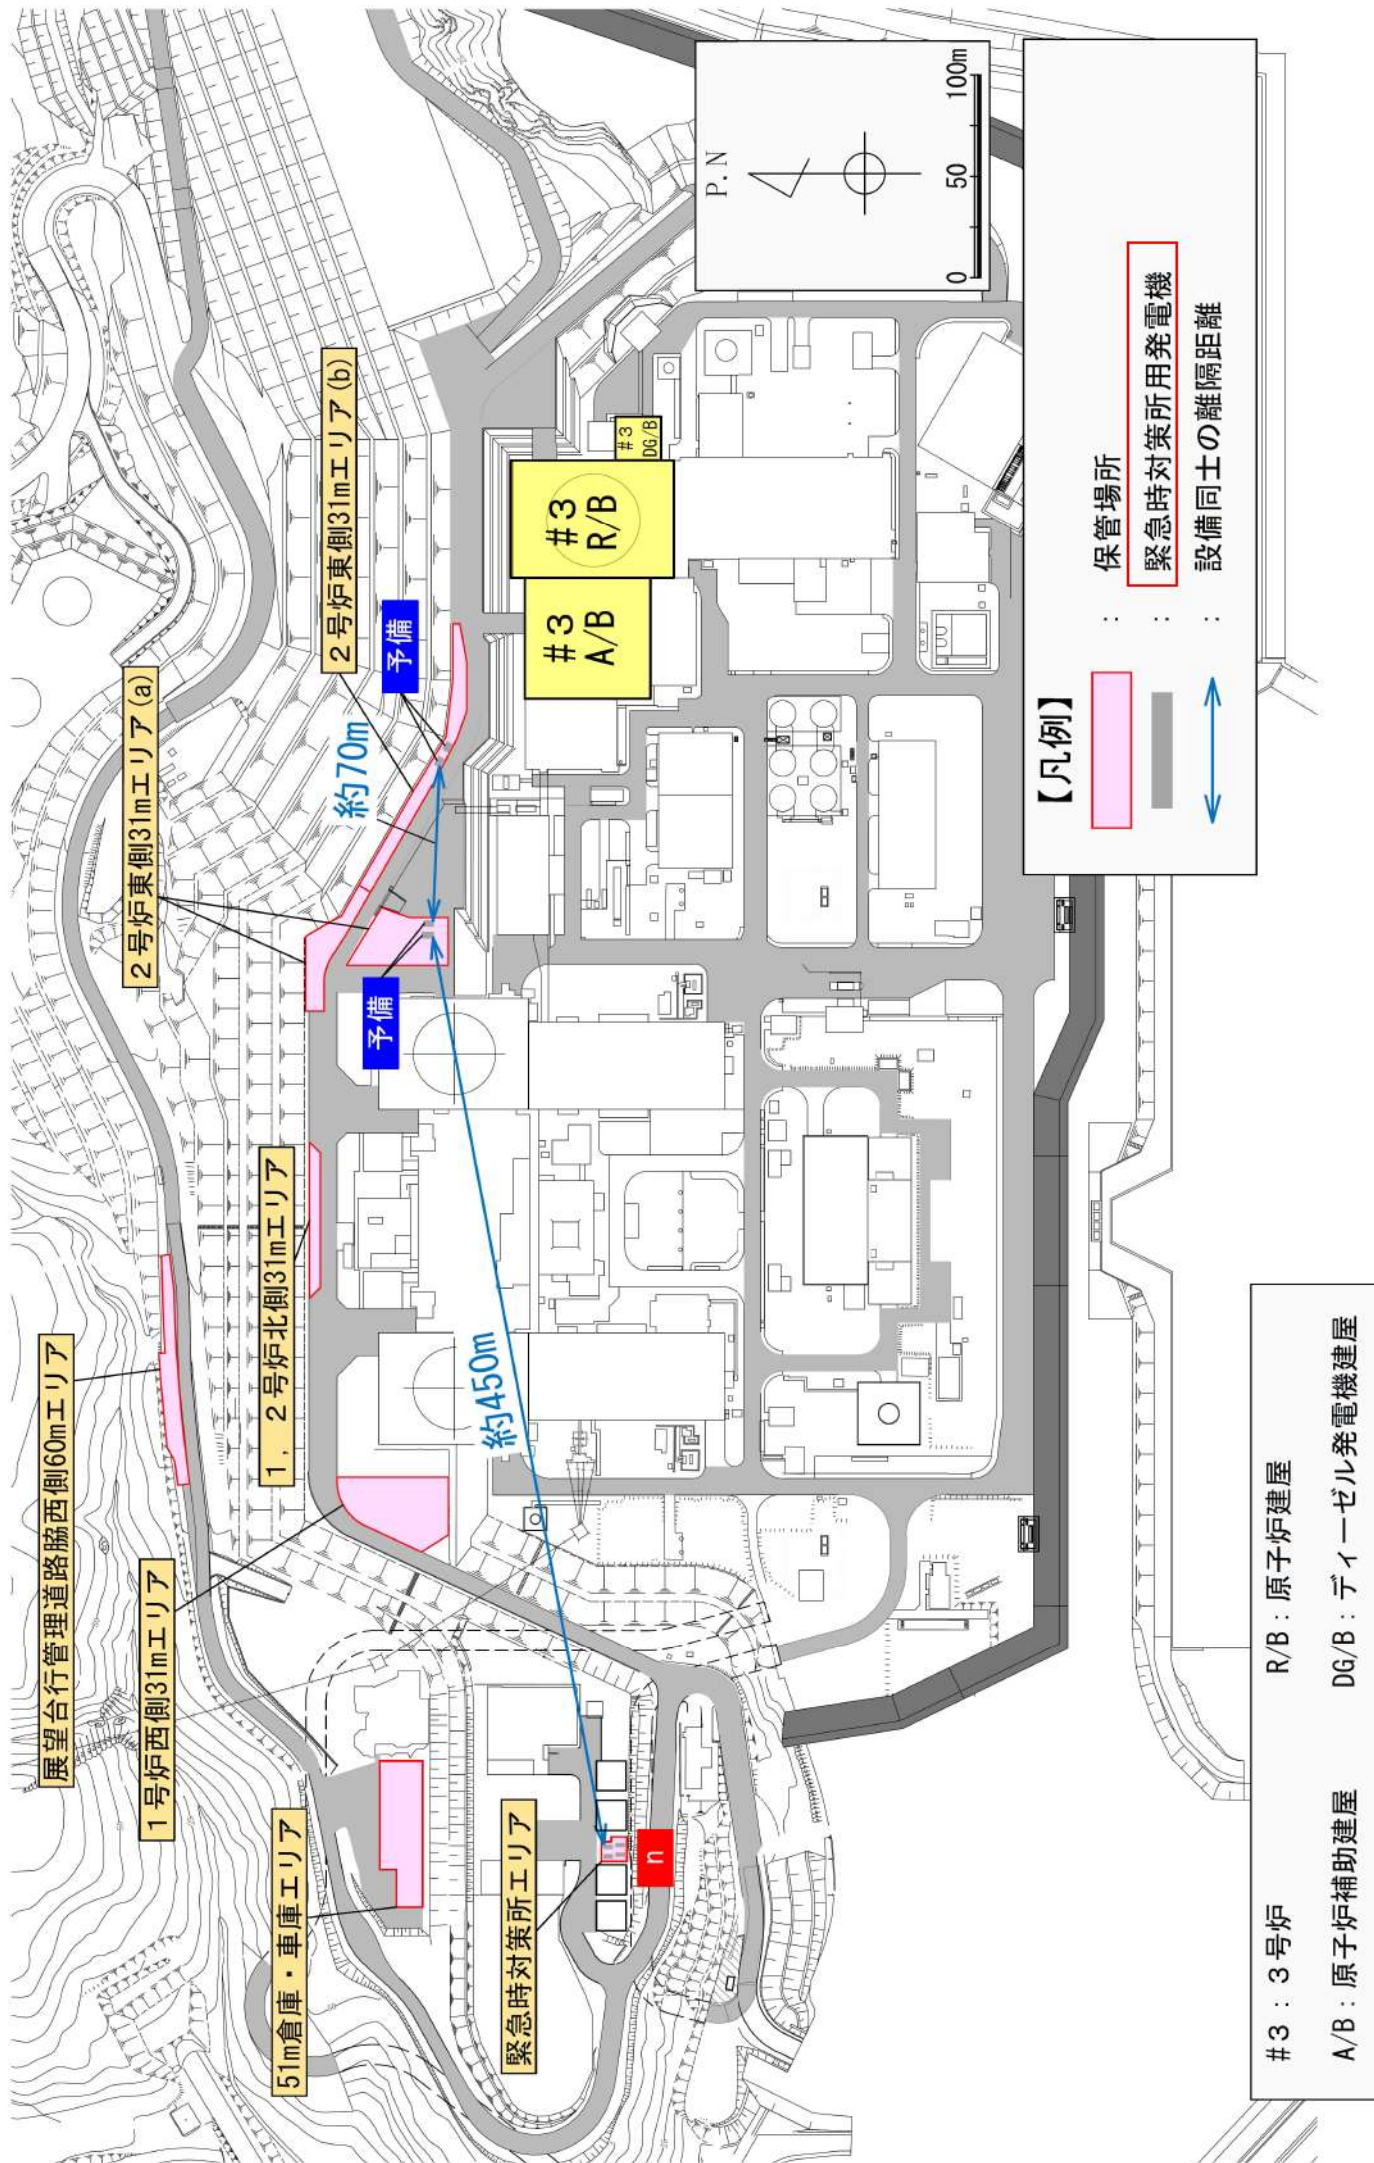 展望台行管理道路脇西側60mエリア
1号炉西側31mエリア
51m倉庫・車庫エリア
緊急時対策所エリア
n
1，2号炉北側31mエリア
2号炉東側31mエリア(a)
2号炉東側31mエリア(b)
予備
予備
約70m
約450m
#3
R/B
#3
A/B
#3
DG/B
P.N
0 50 100m
【凡例】
： 保管場所
： 緊急時対策所用発電機
： 設備同士の離隔距離
#3 : 3号炉
R/B : 原子炉建屋
A/B : 原子炉補助建屋
DG/B : ディーゼル発電機建屋